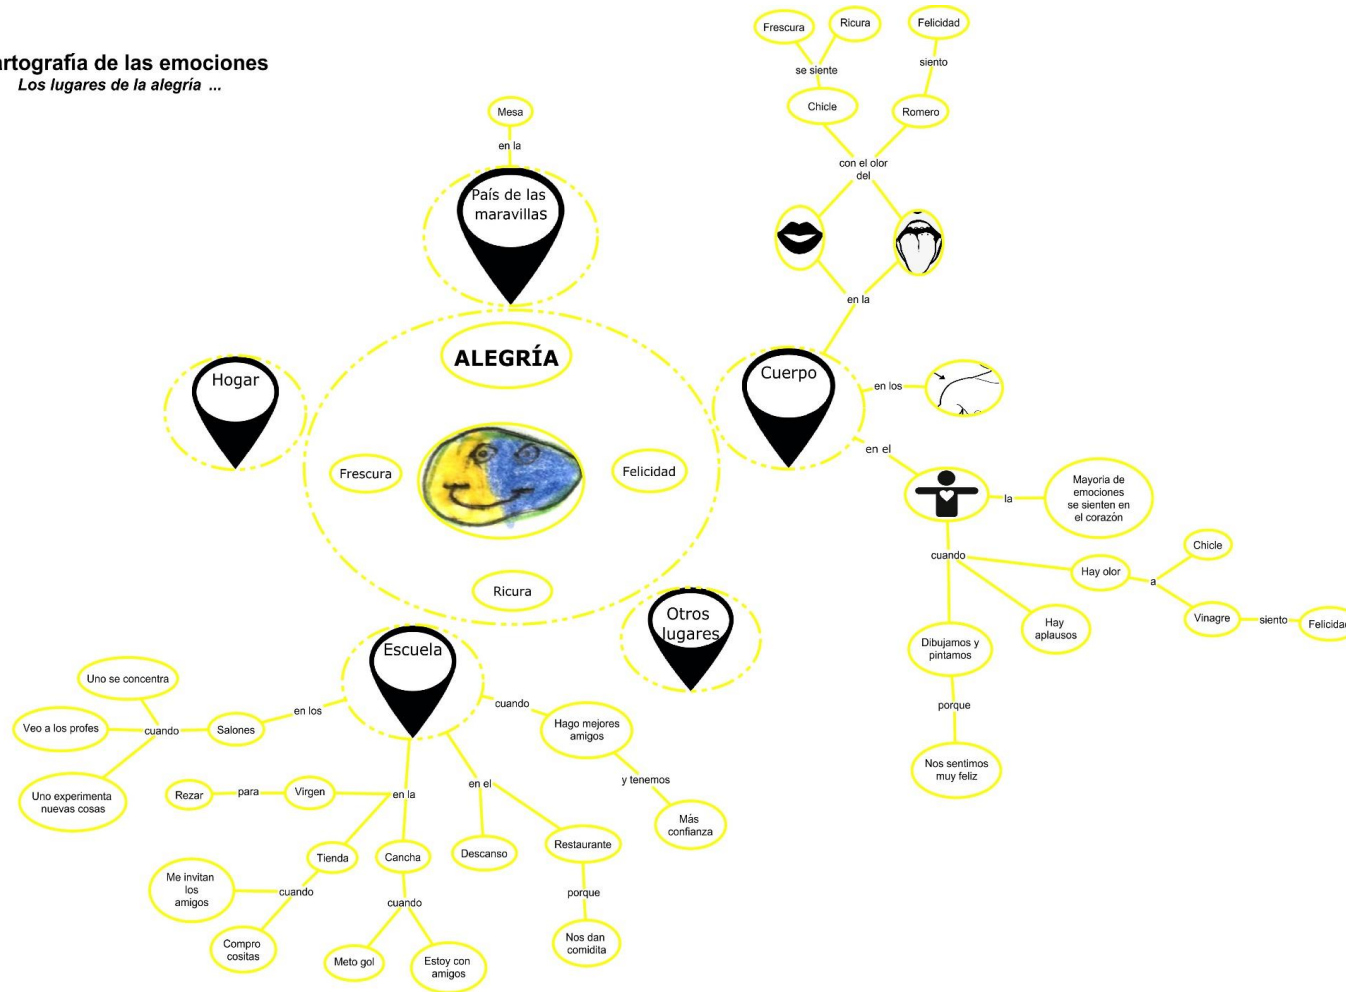 artografía de las emociones
Los lugares de la alegría ...
Frescura
Ricura
Felicidad
se siente
siento
Chicle
Romero
con el olor
del
en la
Mesa
en la
País de las
maravillas
ALEGRÍA
Hogar
Frescura
Felicidad
Ricura
Cuerpo
en los
en el
la
Mayoria de
emociones
se sienten en
el corazón
cuando
Hay olor
a
Chicle
Vinagre
siento
Felicidad
Hay
aplausos
Dibujamos y
pintamos
porque
Nos sentimos
muy feliz
Otros
lugares
Escuela
en los
Salones
cuando
Uno se concentra
Veo a los profes
Uno experimenta
nuevas cosas
en la
Virgen
para
Rezar
Tienda
cuando
Me invitan
los
amigos
Compro
cositas
Cancha
cuando
Meto gol
Estoy con
amigos
en el
Descanso
Restaurante
porque
Nos dan
comidita
cuando
Hago mejores
amigos
y tenemos
Más
confianza